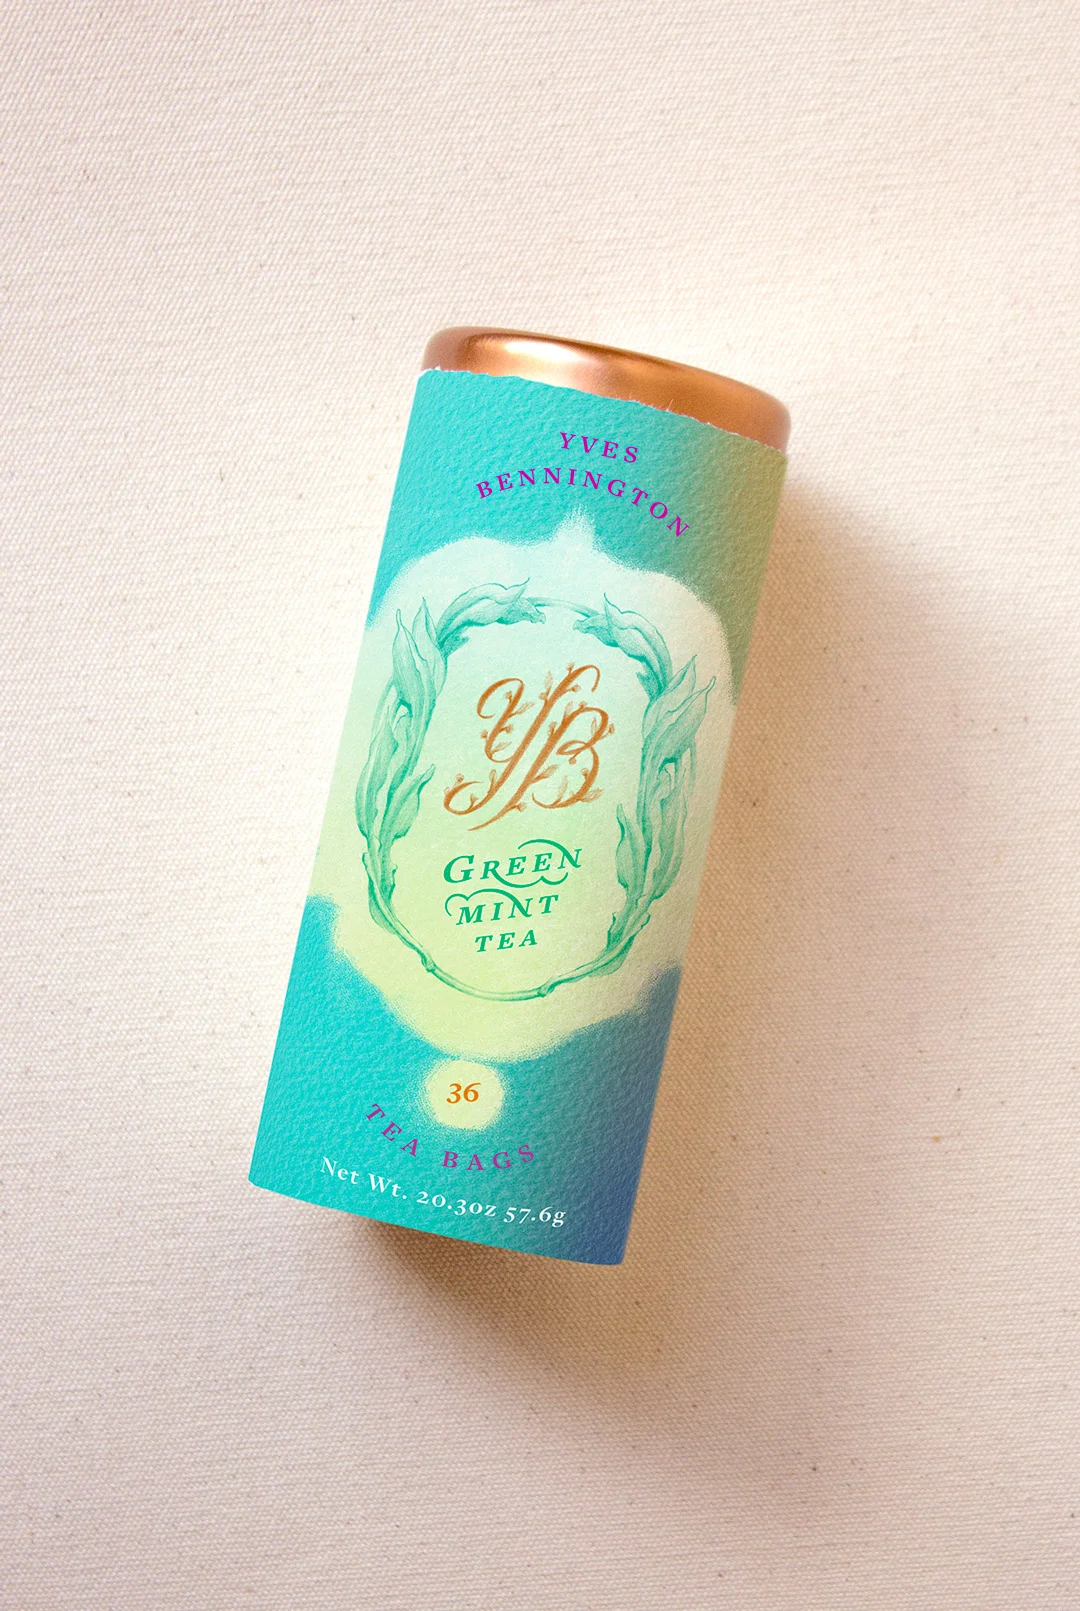 YVES
BENNINGTON
YB
GREEN
MINT
TEA
36
TEA BAGS
Net Wt. 20.3oz 57.6g